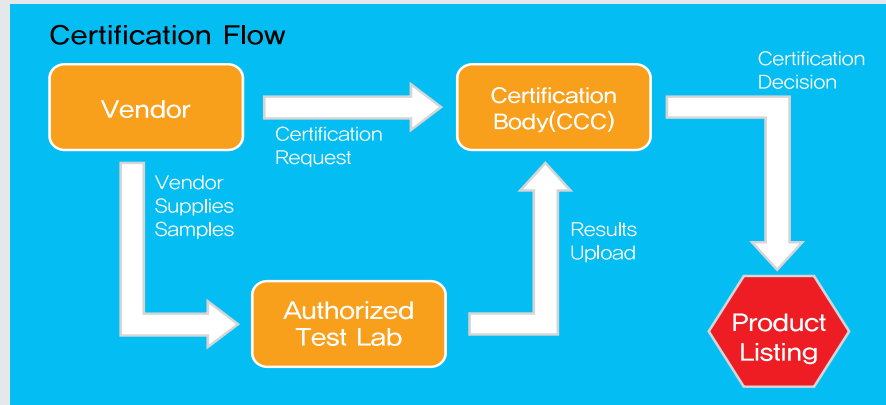 Certification Flow
Vendor
Certification
Request
Certification
Body(CCC)
Certification
Decision
Vendor
Supplies
Samples
Authorized
Test Lab
Results
Upload
Product
Listing